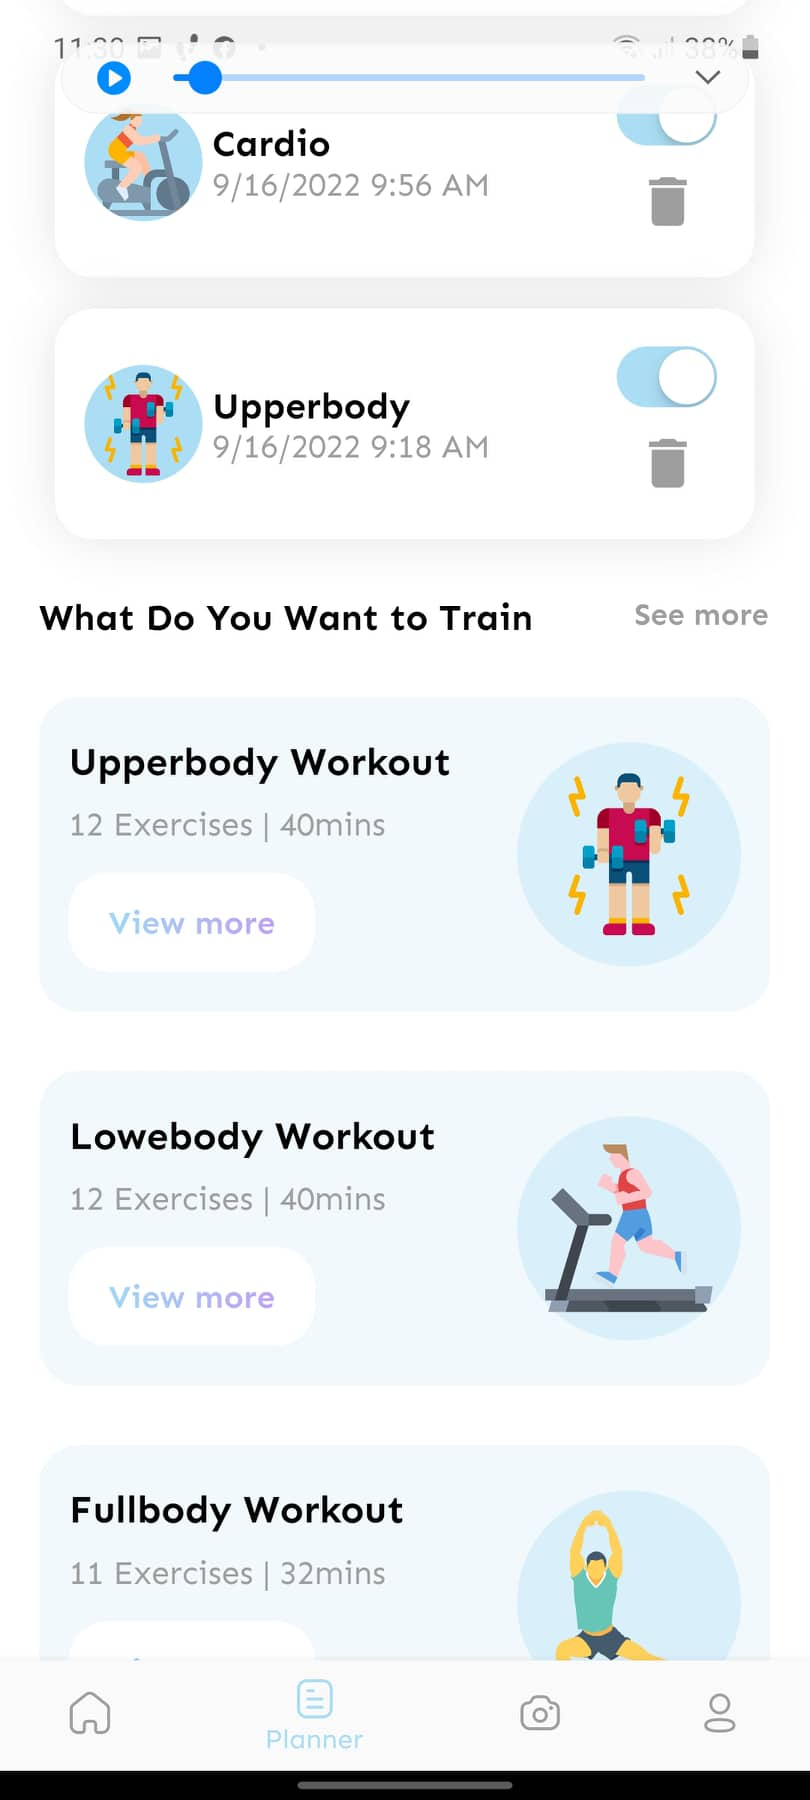 11:30 38%
Cardio
9/16/2022 9:56 AM
Upperbody
9/16/2022 9:18 AM
What Do You Want to Train See more
Upperbody Workout
12 Exercises | 40mins
View more
Lowebody Workout
12 Exercises | 40mins
View more
Fullbody Workout
11 Exercises | 32mins
Planner